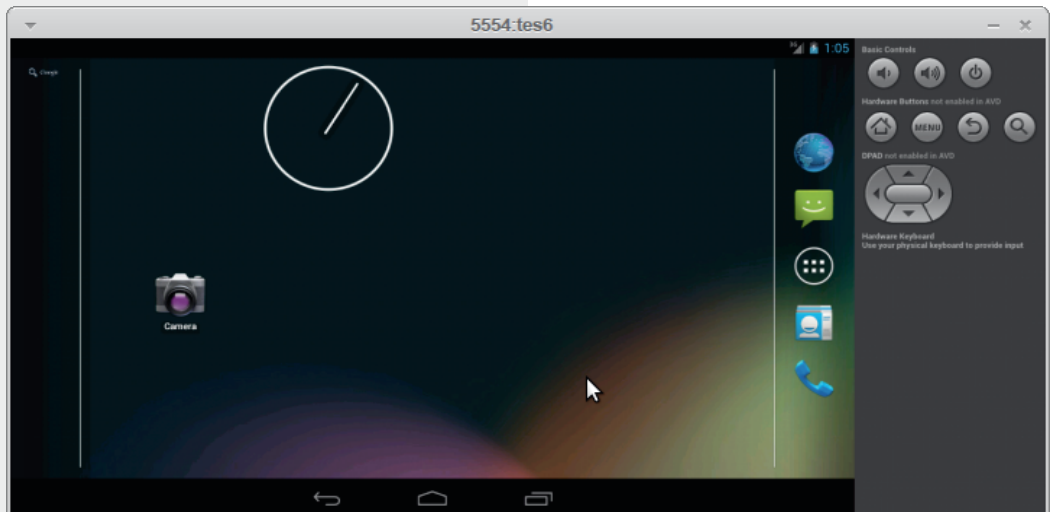 5554:tes6
3G 1:05
Google
Camera
Basic Controls
Hardware Buttons not enabled in AVD
MENU
DPAD not enabled in AVD
Hardware Keyboard
Use your physical keyboard to provide input